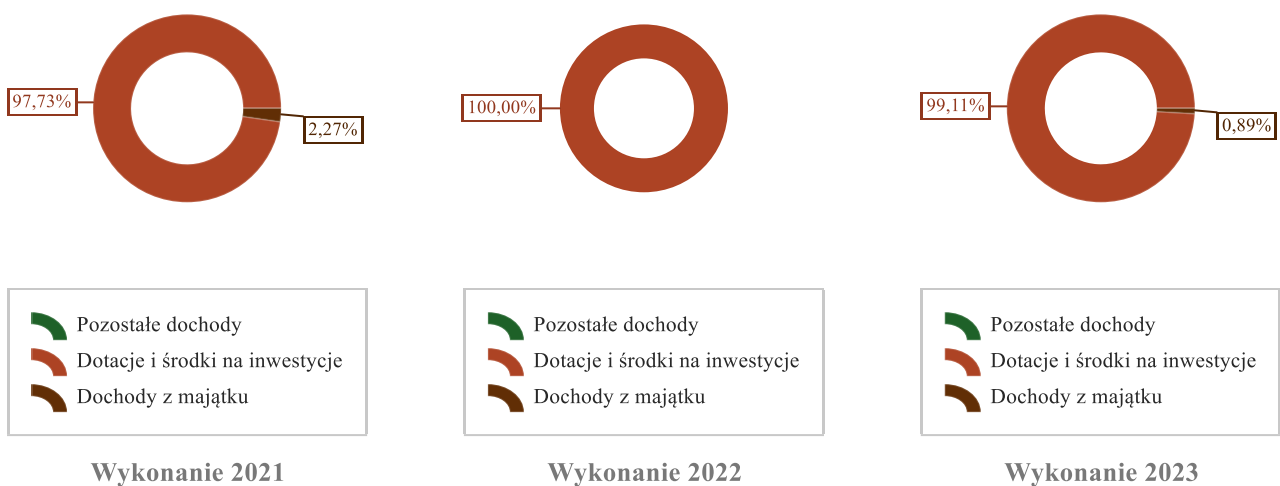 97,73%
2,27%
Pozostałe dochody
Dotacje i środki na inwestycje
Dochody z majątku
Wykonanie 2021
100,00%
Pozostałe dochody
Dotacje i środki na inwestycje
Dochody z majątku
Wykonanie 2022
99,11%
0,89%
Pozostałe dochody
Dotacje i środki na inwestycje
Dochody z majątku
Wykonanie 2023